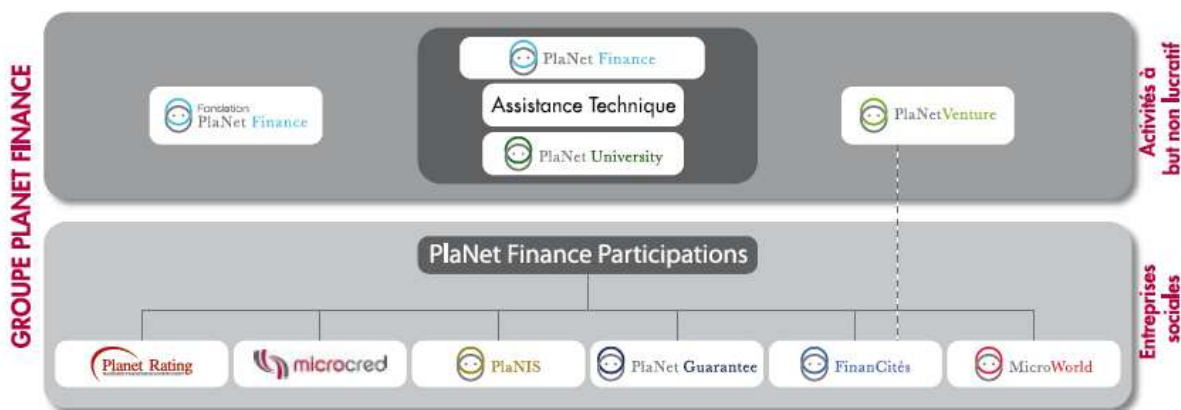 GROUPE PLANET FINANCE
PlaNet Finance
Fondation
PlaNet Finance
Assistance Technique
PlaNet University
PlaNetVenture
Activités à
but non lucratif
PlaNet Finance Participations
Planet Rating
microcred
PlaNIS
PlaNet Guarantee
FinanCités
MicroWorld
Entreprises
sociales